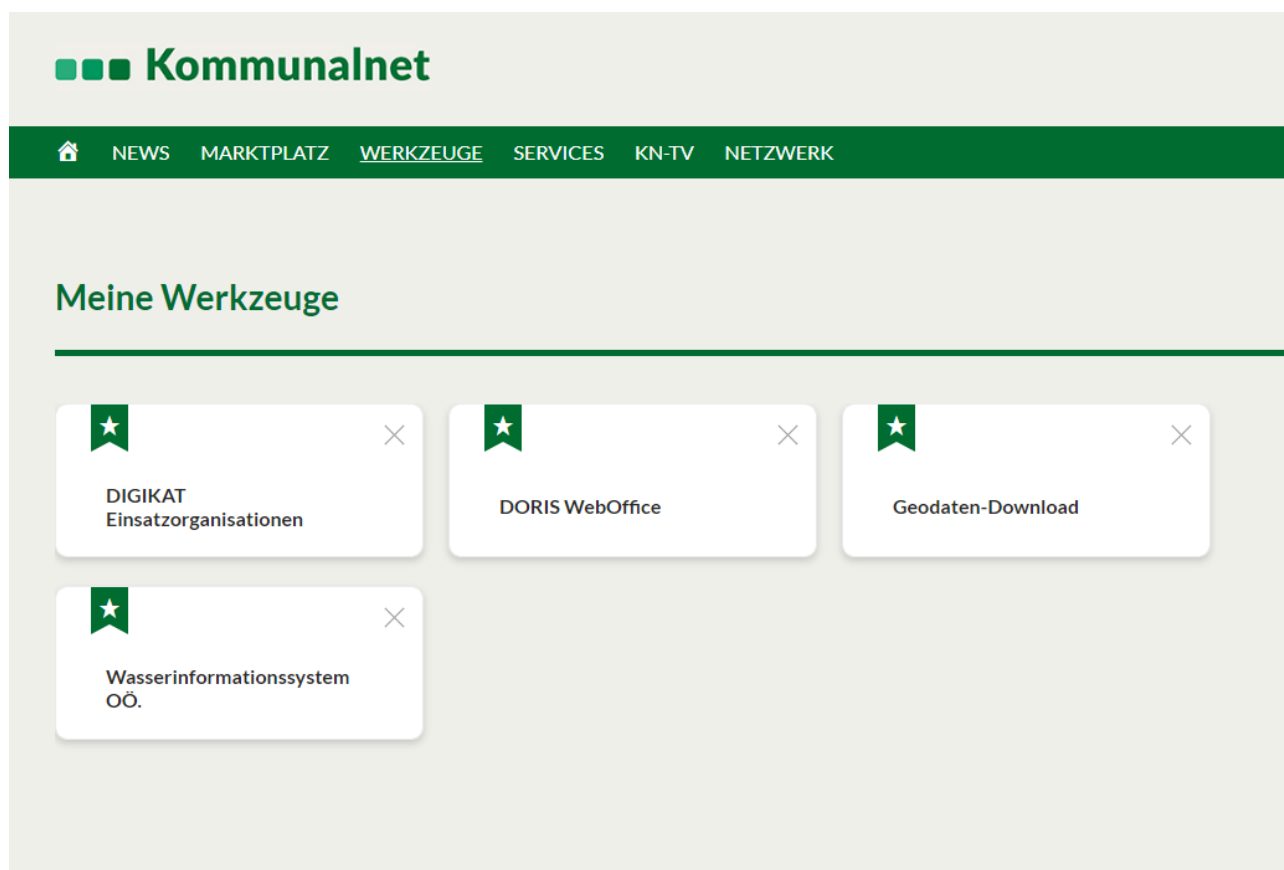 Kommunalnet
NEWS MARKTPLATZ WERKZEUGE SERVICES KN-TV NETZWERK
Meine Werkzeuge
DIGIKAT
Einsatzorganisationen
DORIS WebOffice
Geodaten-Download
Wasserinformationssystem
OÖ.